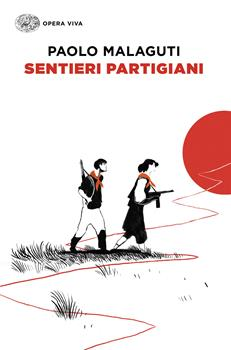 OPERA VIVA
PAOLO MALAGUTI
SENTIERI PARTIGIANI